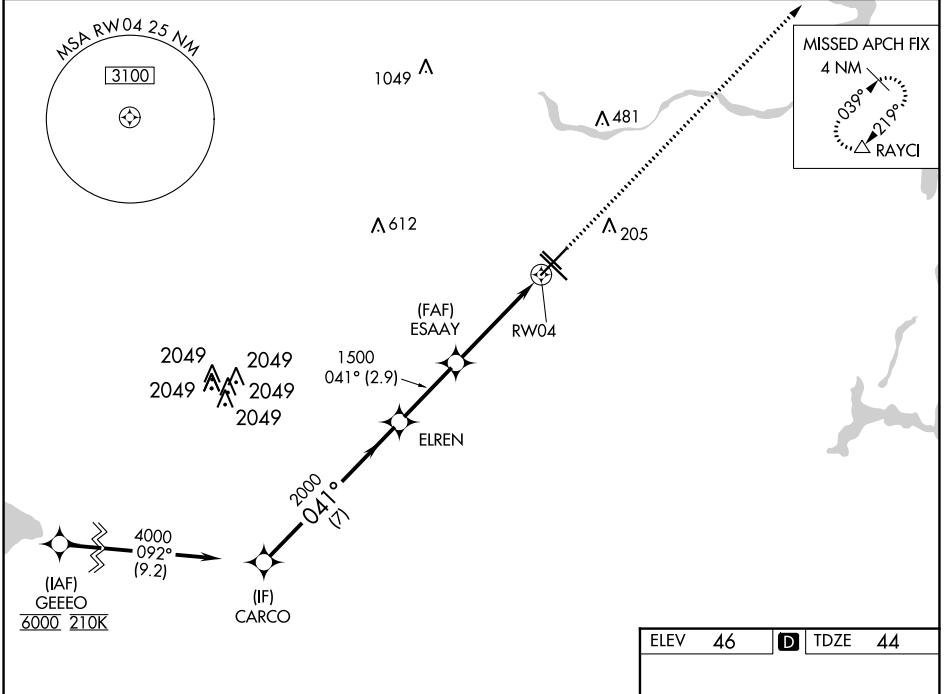 MSA RW04 25 NM
3100
1049
481
MISSED APCH FIX
4 NM
039°
219°
RAYCI
612
205
(FAF)
ESAAY
RW04
2049
2049
2049
2049
2049
1500
041° (2.9)
ELREN
2000
041°
(7)
4000
092°
(9.2)
(IAF)
GEEEO
6000 210K
(IF)
CARCO
ELEV 46 D TDZE 44